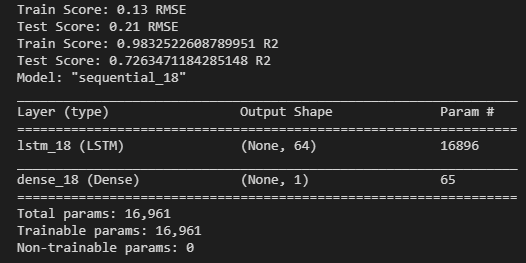 Train Score: 0.13 RMSE
Test Score: 0.21 RMSE
Train Score: 0.9832522608789951 R2
Test Score: 0.7263471184285148 R2
Model: "sequential_18"
_________________________________________________________________
Layer (type)                 Output Shape              Param #
=================================================================
lstm_18 (LSTM)               (None, 64)                16896
_________________________________________________________________
dense_18 (Dense)             (None, 1)                 65
=================================================================
Total params: 16,961
Trainable params: 16,961
Non-trainable params: 0